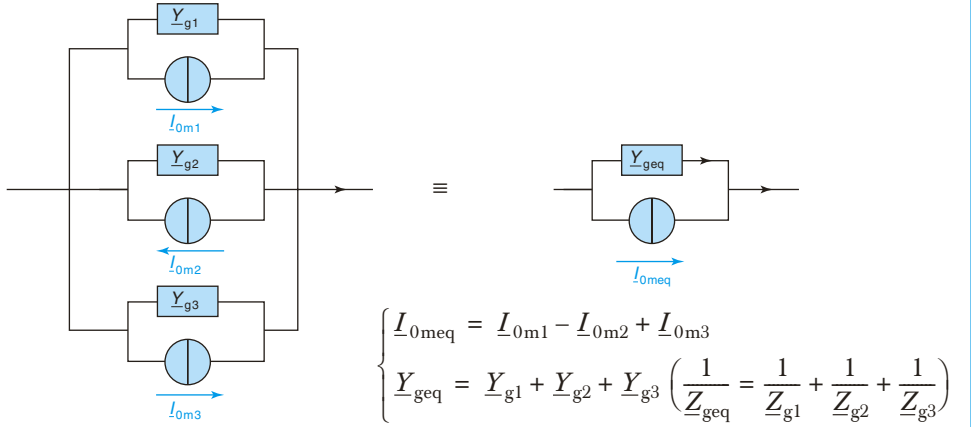 Y_g1
I_0m1
Y_g2
I_0m2
Y_g3
I_0m3
≡
Y_geq
I_0meq
I_0meq = I_0m1 – I_0m2 + I_0m3
Y_geq = Y_g1 + Y_g2 + Y_g3 (1/Z_geq = 1/Z_g1 + 1/Z_g2 + 1/Z_g3)